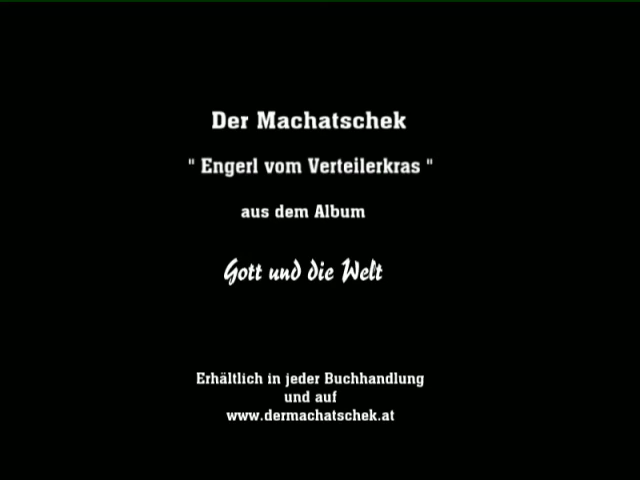 Der Machatschek
" Engerl vom Verteilerkras "
aus dem Album
Gott und die Welt
Erhältlich in jeder Buchhandlung
und auf
www.dermachatschek.at